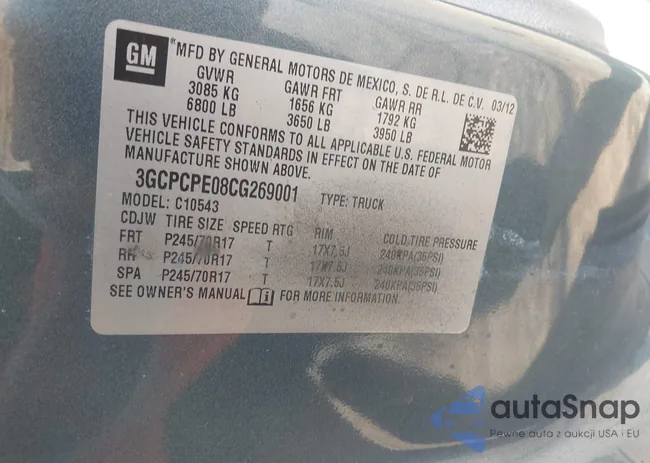 GM
*MFD BY GENERAL MOTORS DE MEXICO, S. DE R.L. DE C.V. 03/12
GVWR GAWR FRT GAWR RR
3085 KG 1656 KG 1792 KG
6800 LB 3650 LB 3950 LB
THIS VEHICLE CONFORMS TO ALL APPLICABLE U.S. FEDERAL MOTOR
VEHICLE SAFETY STANDARDS IN EFFECT ON THE DATE OF
MANUFACTURE SHOWN ABOVE.
3GCPCPE08CG269001 TYPE: TRUCK
MODEL: C10543
CDJW TIRE SIZE SPEED RTG RIM COLD TIRE PRESSURE
FRT P245/70R17 T 17X7.5J 240KPA(35PSI)
RR P245/70R17 T 17X7.5J 240KPA(35PSI)
SPA P245/70R17 T 17X7.5J 240KPA(35PSI)
SEE OWNER'S MANUAL FOR MORE INFORMATION.
autaSnap
Pewne auta z aukcji USA i EU